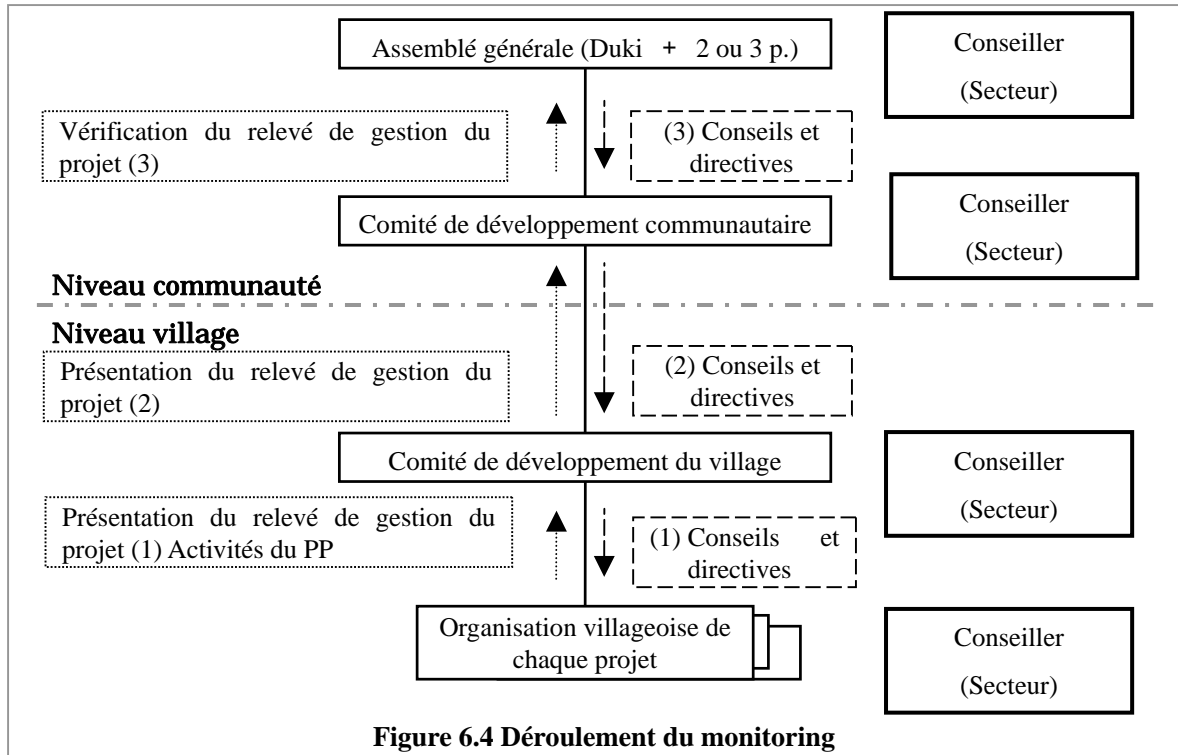 Assemblé générale (Duki + 2 ou 3 p.)
Conseiller
(Secteur)
Vérification du relevé de gestion du
projet (3)
(3) Conseils et
directives
Comité de développement communautaire
Conseiller
(Secteur)
Niveau communauté
Niveau village
Présentation du relevé de gestion du
projet (2)
(2) Conseils et
directives
Comité de développement du village
Conseiller
(Secteur)
Présentation du relevé de gestion du
projet (1) Activités du PP
(1) Conseils et
directives
Organisation villageoise de
chaque projet
Conseiller
(Secteur)
Figure 6.4 Déroulement du monitoring